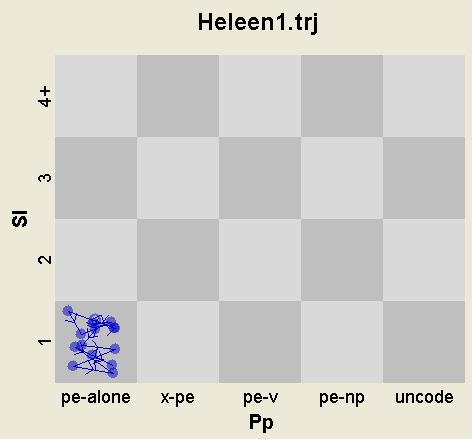 Heleen1.trj
4+
3
2
1
Sl
pe-alone x-pe pe-v pe-np uncode
Pp